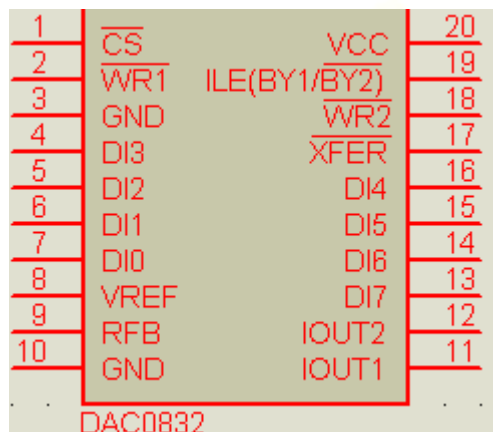 1 CS VCC 20
2 WR1 ILE(BY1/BY2) 19
3 GND WR2 18
4 DI3 XFER 17
5 DI2 DI4 16
6 DI1 DI5 15
7 DI0 DI6 14
8 VREF DI7 13
9 RFB IOUT2 12
10 GND IOUT1 11
DAC0832